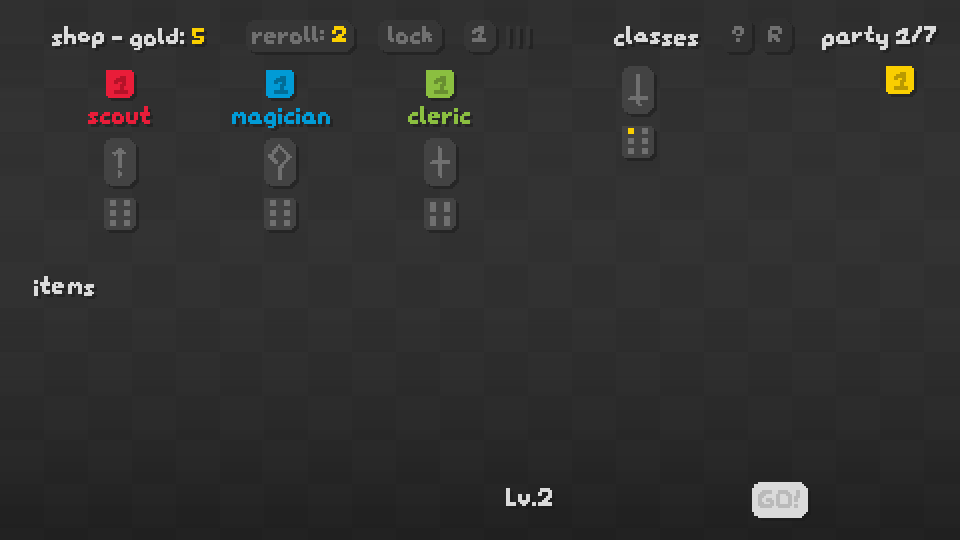 shop - gold: 5 reroll: 2 lock 1 classes ? R party 1/7
1 1 1 1
scout magician cleric
items
Lv.2 GO!